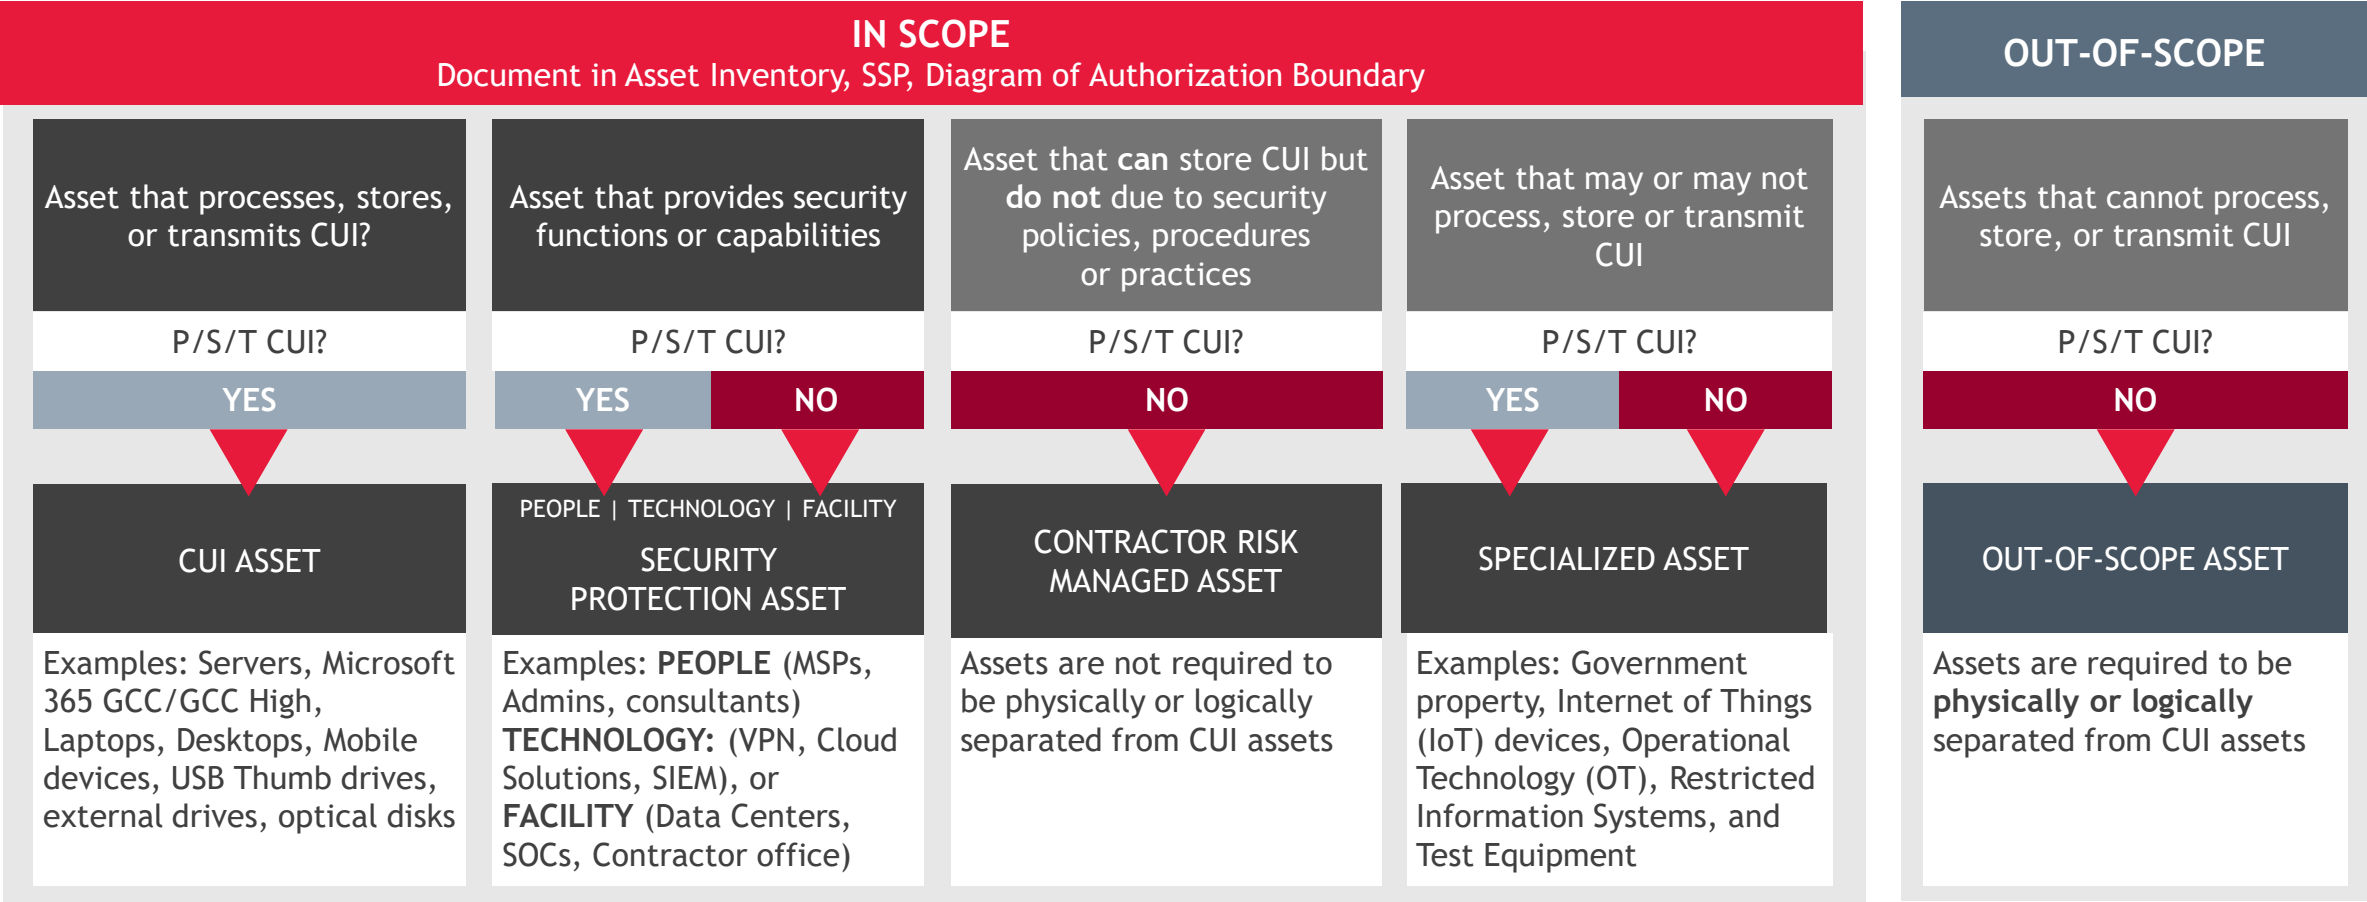 IN SCOPE
Document in Asset Inventory, SSP, Diagram of Authorization Boundary
OUT-OF-SCOPE
Asset that processes, stores,
or transmits CUI?
P/S/T CUI?
YES
CUI ASSET
Examples: Servers, Microsoft
365 GCC/GCC High,
Laptops, Desktops, Mobile
devices, USB Thumb drives,
external drives, optical disks
Asset that provides security
functions or capabilities
P/S/T CUI?
YES
NO
PEOPLE | TECHNOLOGY | FACILITY
SECURITY
PROTECTION ASSET
Examples: PEOPLE (MSPs,
Admins, consultants)
TECHNOLOGY: (VPN, Cloud
Solutions, SIEM), or
FACILITY (Data Centers,
SOCs, Contractor office)
Asset that can store CUI but
do not due to security
policies, procedures
or practices
P/S/T CUI?
NO
CONTRACTOR RISK
MANAGED ASSET
Assets are not required to
be physically or logically
separated from CUI assets
Asset that may or may not
process, store or transmit
CUI
P/S/T CUI?
YES
NO
SPECIALIZED ASSET
Examples: Government
property, Internet of Things
(IoT) devices, Operational
Technology (OT), Restricted
Information Systems, and
Test Equipment
Assets that cannot process,
store, or transmit CUI
P/S/T CUI?
NO
OUT-OF-SCOPE ASSET
Assets are required to be
physically or logically
separated from CUI assets